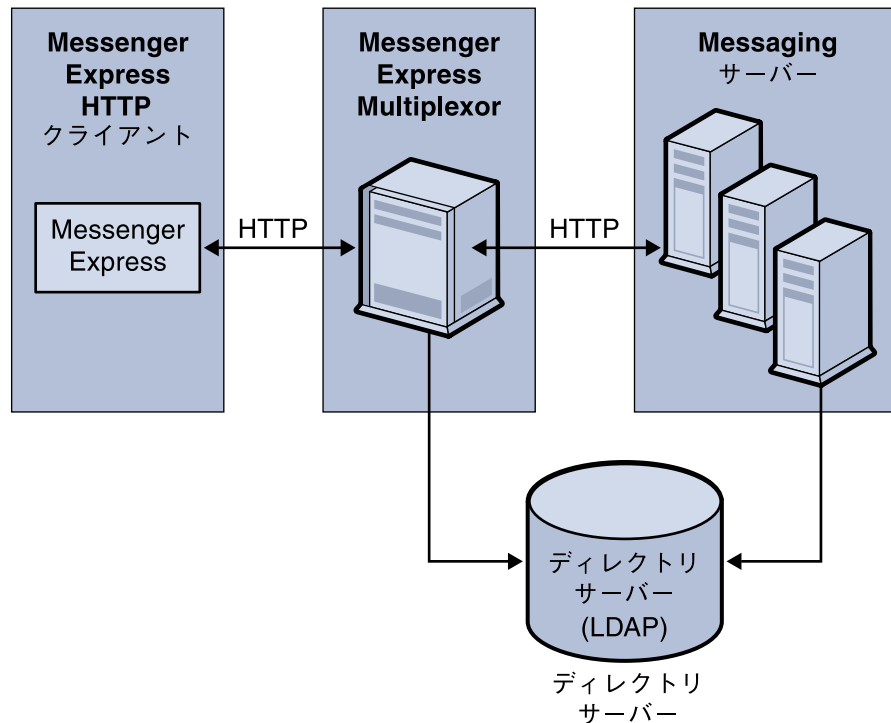 Messenger
Express
HTTP
クライアント
Messenger
Express
Multiplexor
Messaging
サーバー
Messenger
Express
HTTP
HTTP
ディレクトリ
サーバー
(LDAP)
ディレクトリ
サーバー